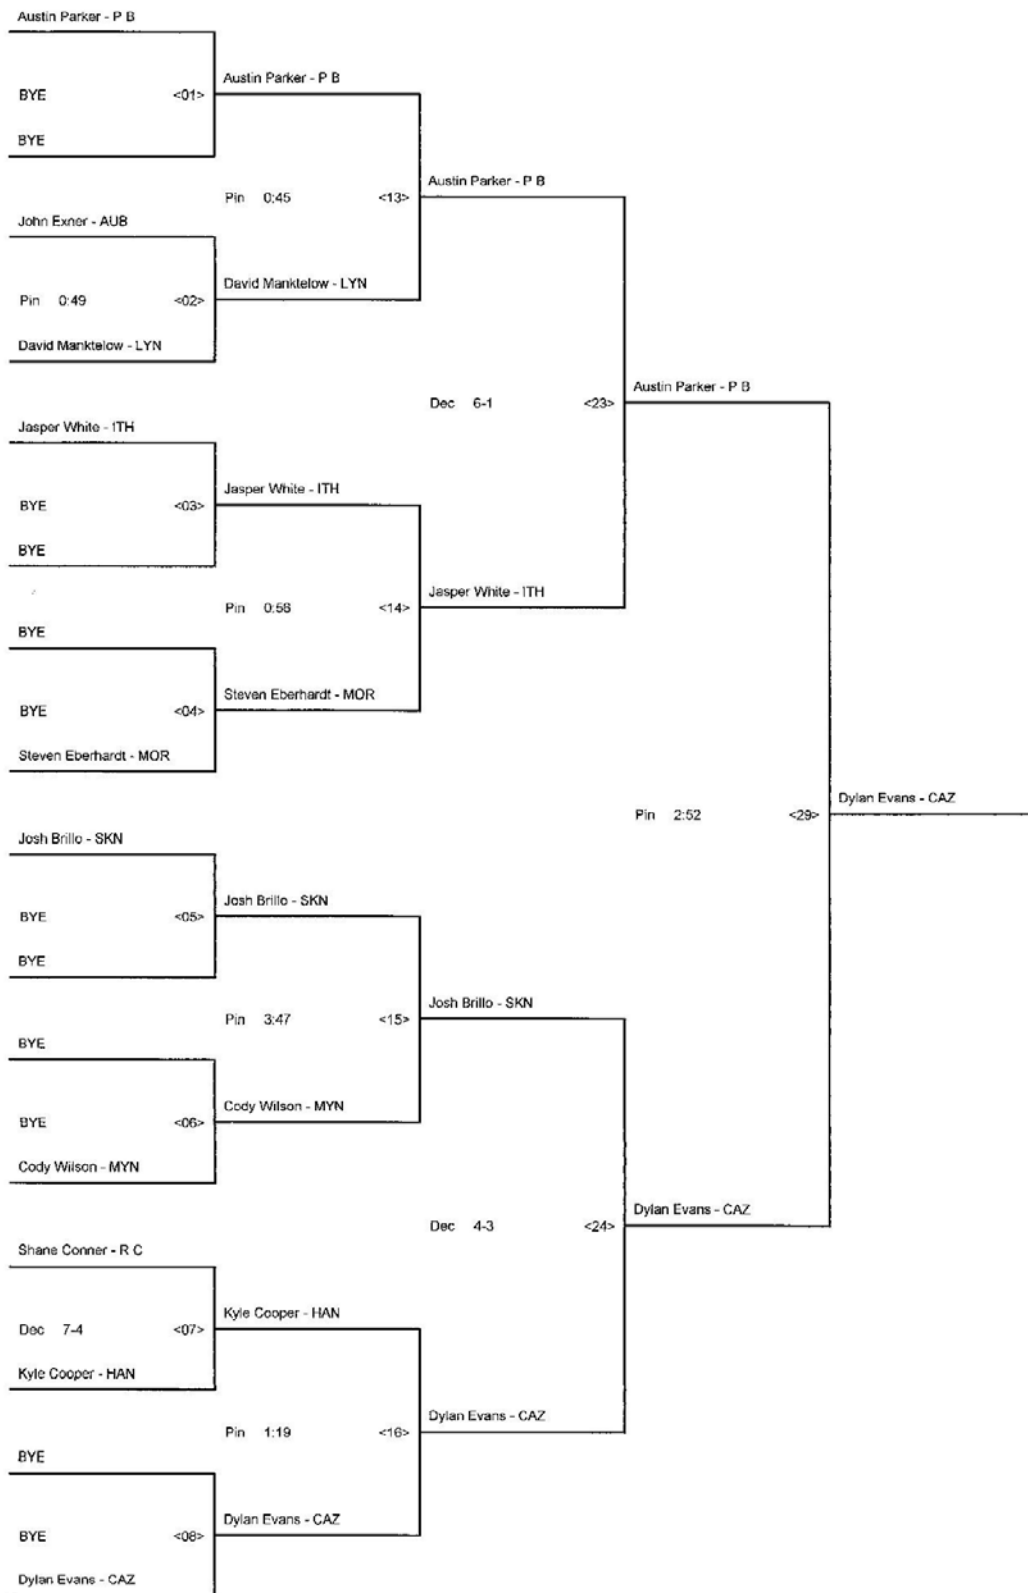 Austin Parker - P B
Austin Parker - P B
BYE <01>
BYE
Austin Parker - P B
Pin 0:45 <13>
John Exner - AUB
David Manktelow - LYN
Pin 0:49 <02>
David Manktelow - LYN
Austin Parker - P B
Dec 6-1 <23>
Jasper White - ITH
Jasper White - ITH
BYE <03>
BYE
Jasper White - ITH
Pin 0:56 <14>
BYE
Steven Eberhardt - MOR
BYE <04>
Steven Eberhardt - MOR
Dylan Evans - CAZ
Pin 2:52 <29>
Josh Brillo - SKN
Josh Brillo - SKN
BYE <05>
BYE
Josh Brillo - SKN
Pin 3:47 <15>
BYE
Cody Wilson - MYN
BYE <06>
Cody Wilson - MYN
Dylan Evans - CAZ
Dec 4-3 <24>
Shane Conner - R C
Kyle Cooper - HAN
Dec 7-4 <07>
Kyle Cooper - HAN
Dylan Evans - CAZ
Pin 1:19 <16>
BYE
Dylan Evans - CAZ
BYE <08>
Dylan Evans - CAZ